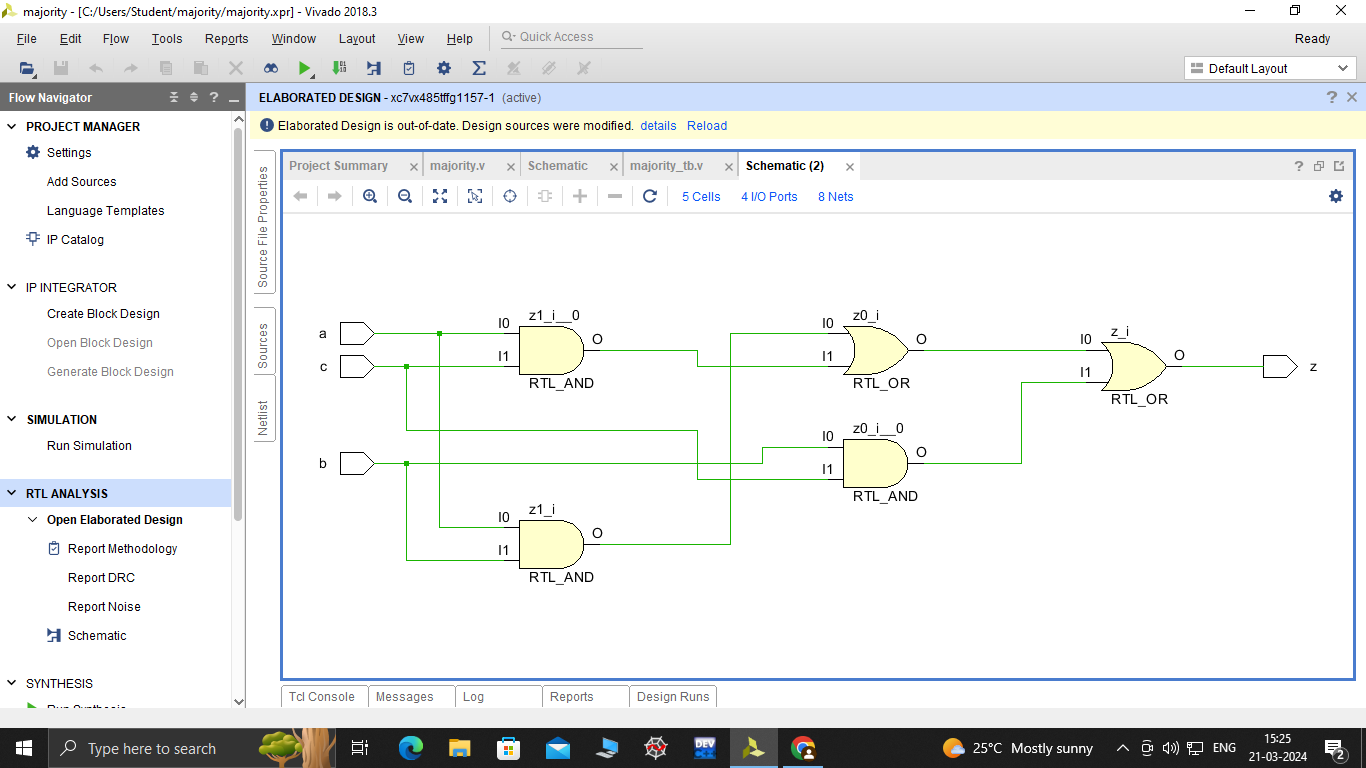 majority - [C:/Users/Student/majority/majority.xpr] - Vivado 2018.3
File Edit Flow Tools Reports Window Layout View Help Quick Access Ready
Default Layout
Flow Navigator
ELABORATED DESIGN - xc7vx485tffg1157-1 (active)
Elaborated Design is out-of-date. Design sources were modified. details Reload
PROJECT MANAGER
Settings
Add Sources
Language Templates
IP Catalog
IP INTEGRATOR
Create Block Design
Open Block Design
Generate Block Design
SIMULATION
Run Simulation
RTL ANALYSIS
Open Elaborated Design
Report Methodology
Report DRC
Report Noise
Schematic
SYNTHESIS
Run Synthesis
Source File Properties
Sources
Netlist
Project Summary majority.v Schematic majority_tb.v Schematic (2)
5 Cells 4 I/O Ports 8 Nets
a
c
b
z1_i__0
I0
I1
O
RTL_AND
z1_i
I0
I1
O
RTL_AND
z0_i
I0
I1
O
RTL_OR
z0_i__0
I0
I1
O
RTL_AND
z_i
I0
I1
O
RTL_OR
z
Tcl Console Messages Log Reports Design Runs
Type here to search
DEV
25°C Mostly sunny
ENG
15:25
21-03-2024
2